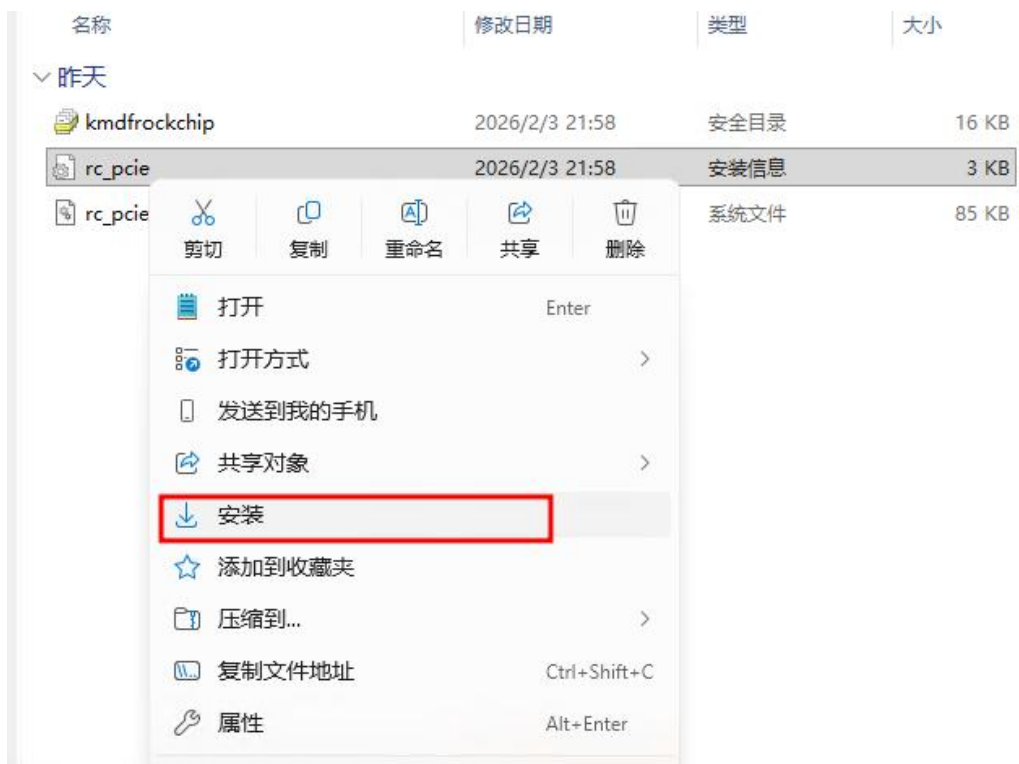 名称 修改日期 类型 大小
昨天
kmdfrockchip 2026/2/3 21:58 安全目录 16 KB
rc_pcie 2026/2/3 21:58 安装信息 3 KB
rc_pcie 系统文件 85 KB
剪切 复制 重命名 共享 删除
打开 Enter
打开方式
发送到我的手机
共享对象
安装
添加到收藏夹
压缩到...
复制文件地址 Ctrl+Shift+C
属性 Alt+Enter